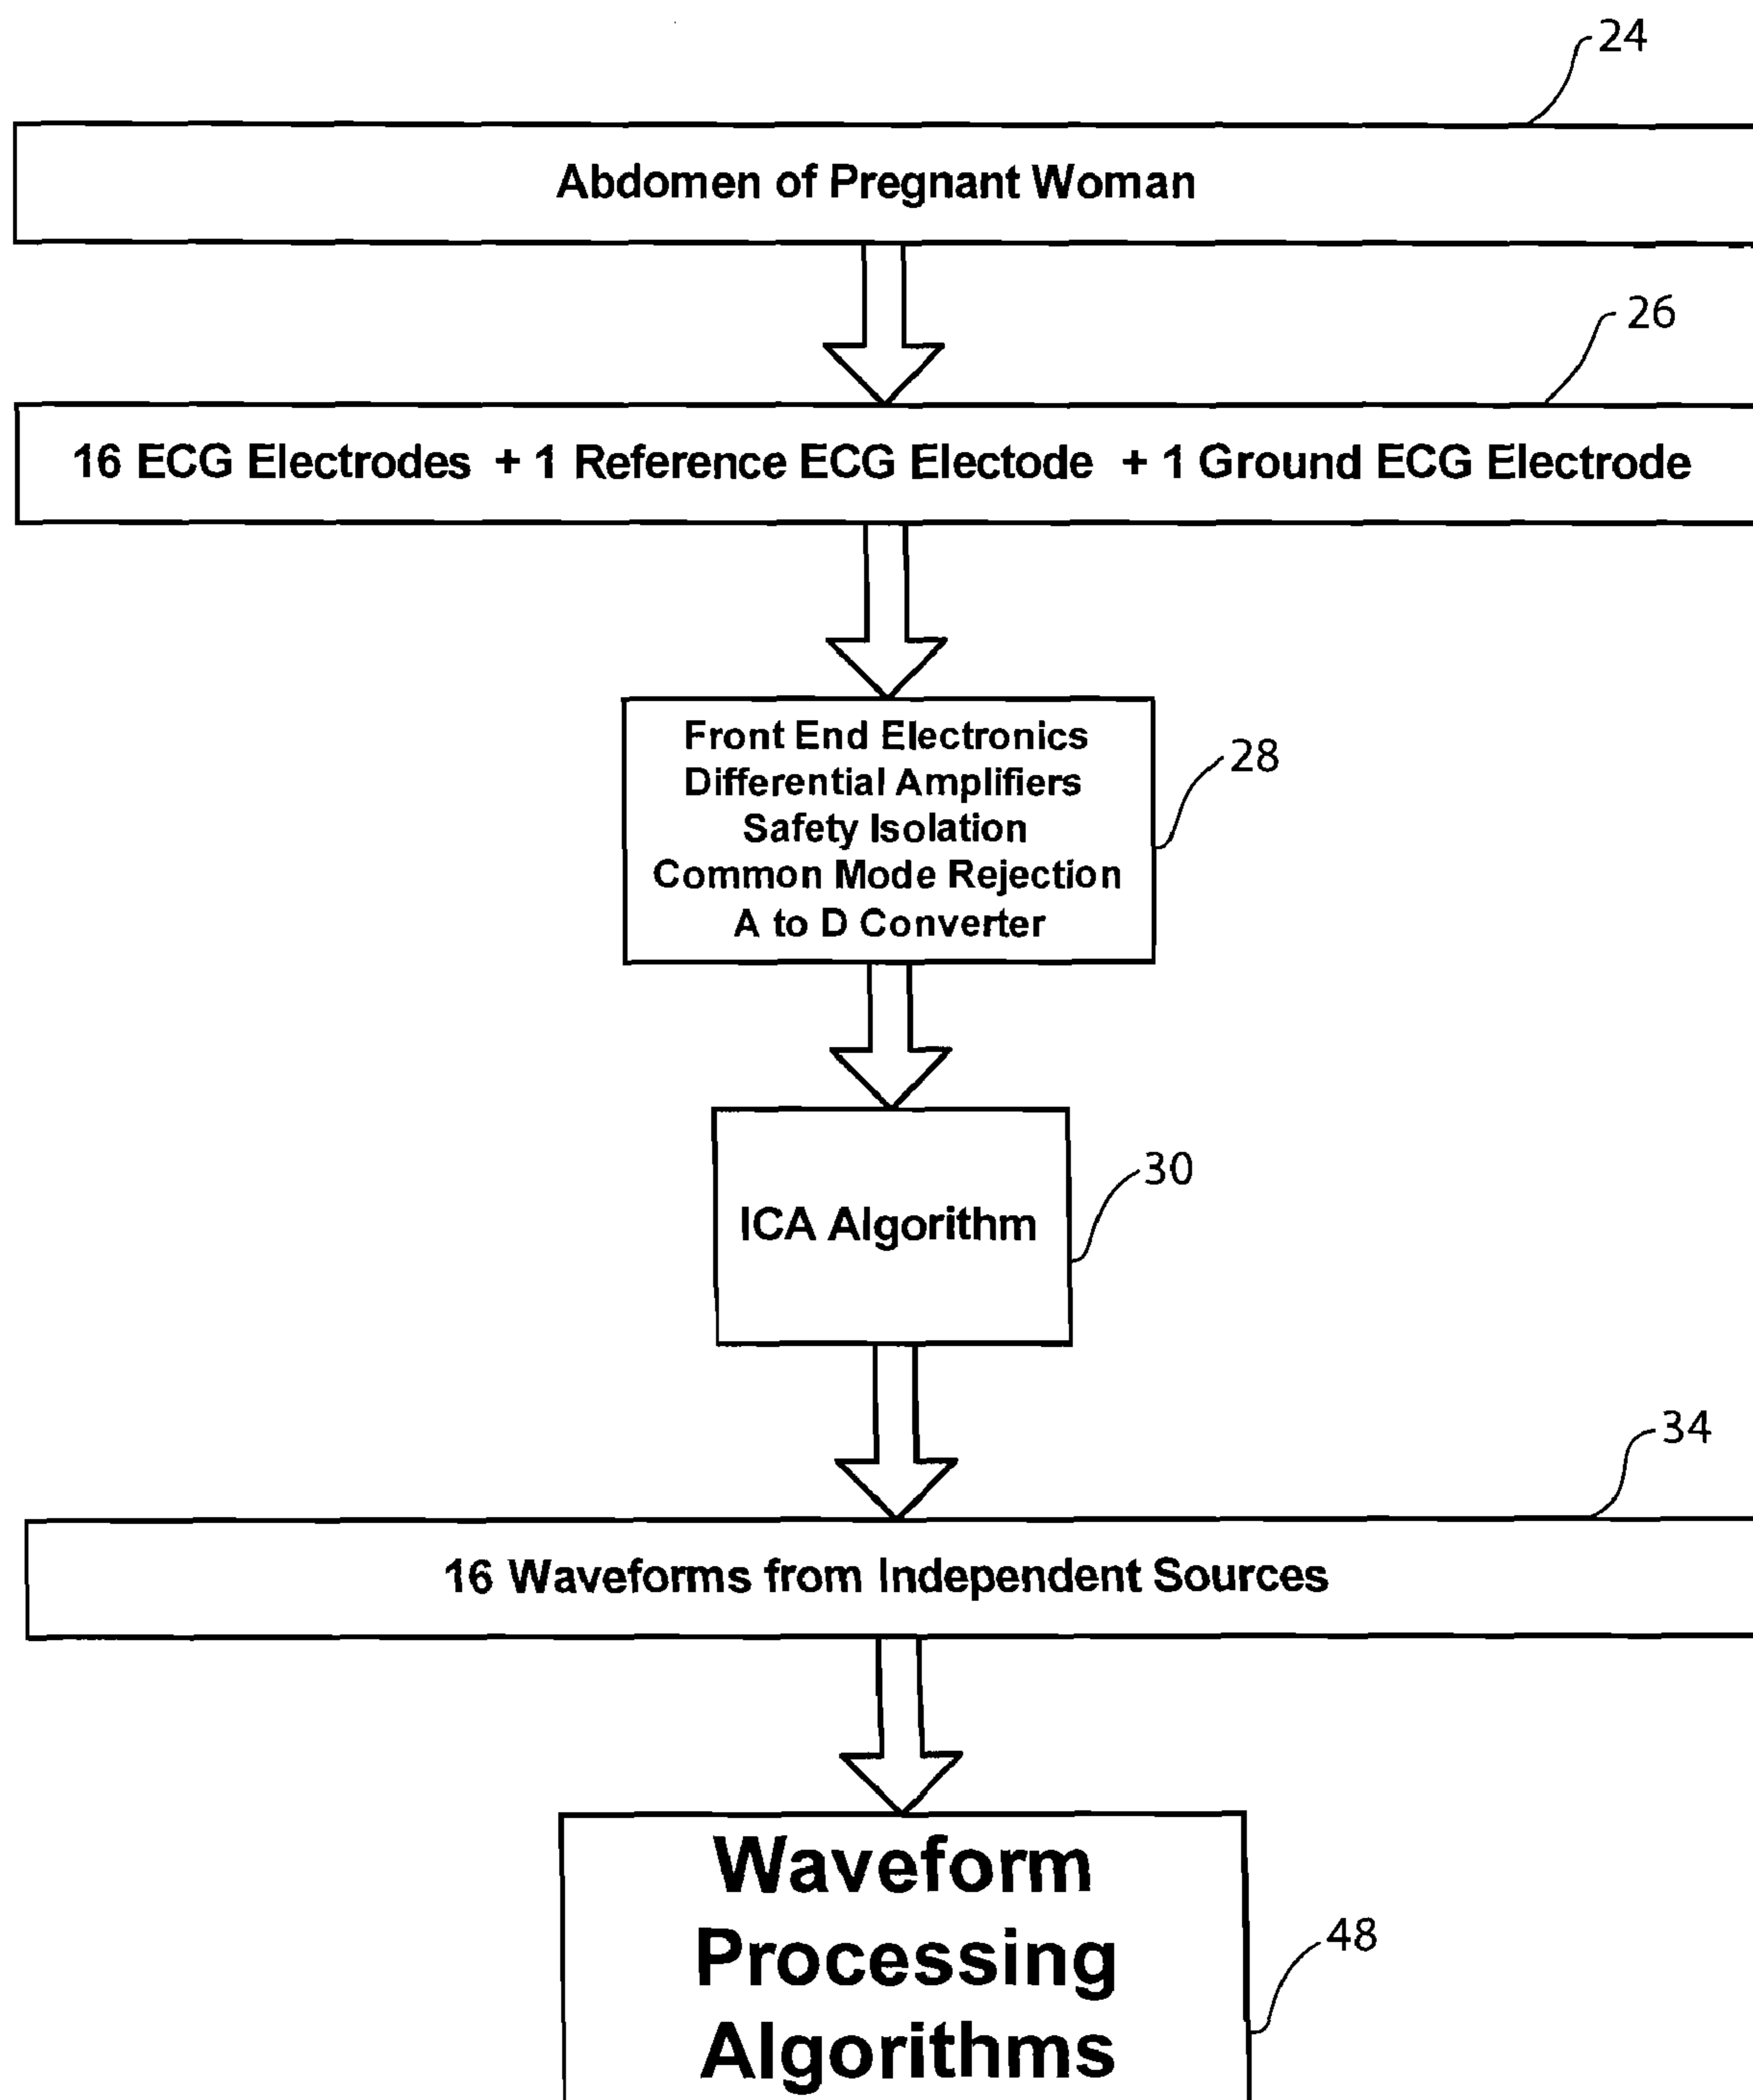 24
Abdomen of Pregnant Woman
26
16 ECG Electrodes + 1 Reference ECG Electode + 1 Ground ECG Electrode
Front End Electronics
Differential Amplifiers
Safety Isolation
Common Mode Rejection
A to D Converter
28
ICA Algorithm
30
34
16 Waveforms from Independent Sources
Waveform
Processing
Algorithms
48